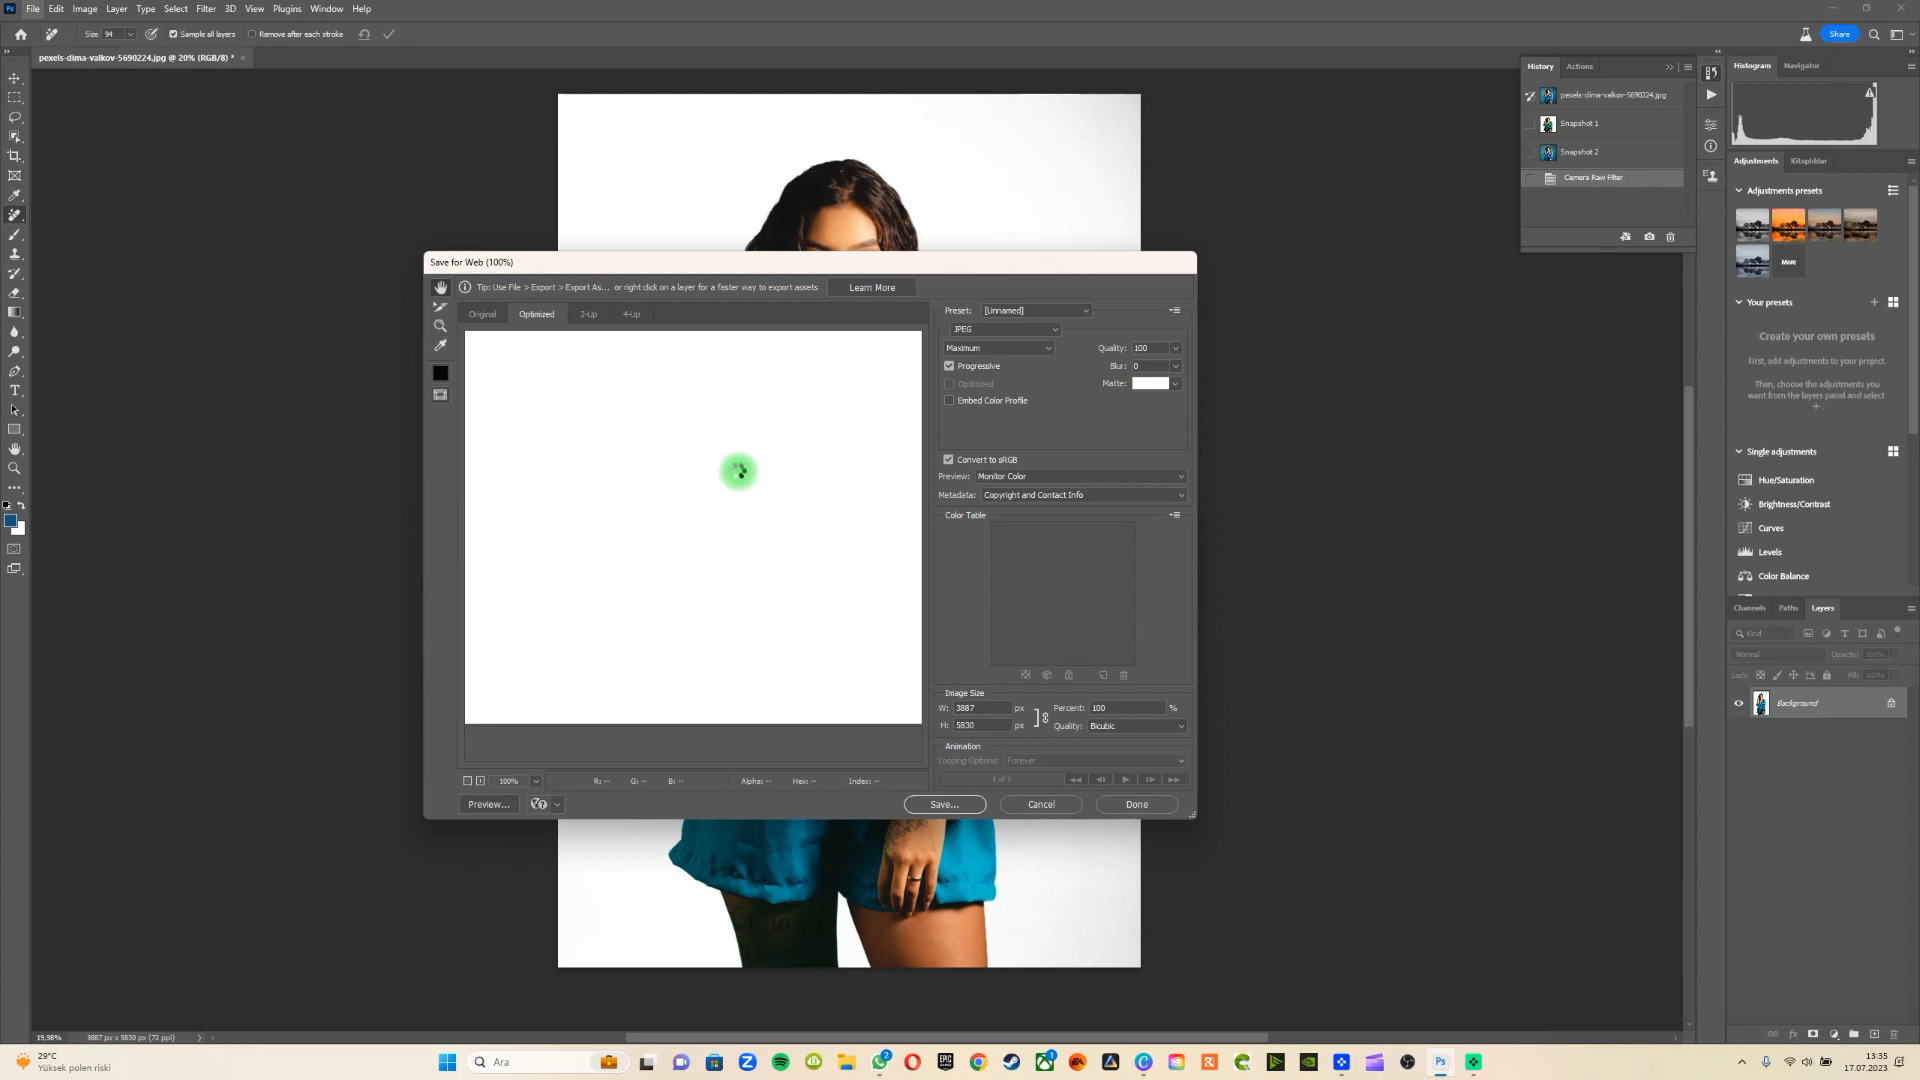 File Edit Image Layer Type Select Filter 3D View Plugins Window Help
Size: 94 Sample all layers Remove after each stroke Share
pexels-dima-valkov-5690224.jpg @ 20% (RGB/8) *
History Actions
pexels-dima-valkov-5690224.jpg
Snapshot 1
Snapshot 2
Camera Raw Filter
Histogram Navigator
Adjustments Kitaplıklar
Adjustments presets
More
Your presets
Create your own presets
First, add adjustments to your project.
Then, choose the adjustments you
want from the layers panel and select
+
Single adjustments
Hue/Saturation
Brightness/Contrast
Curves
Levels
Color Balance
Channels Paths Layers
Kind
Normal Opacity: 100%
Lock: Fill: 100%
Background
Save for Web (100%)
Tip: Use File > Export > Export As... or right click on a layer for a faster way to export assets Learn More
Original Optimized 2-Up 4-Up
Preset: [Unnamed]
JPEG
Maximum Quality: 100
Progressive Blur: 0
Optimized Matte:
Embed Color Profile
Convert to sRGB
Preview: Monitor Color
Metadata: Copyright and Contact Info
Color Table
Image Size
W: 3887 px Percent: 100 %
H: 5830 px Quality: Bicubic
Animation
Looping Options: Forever
1 of 1
100% R: -- G: -- B: -- Alpha: -- Hex: -- Index: --
Preview... Save... Cancel Done
19,98% 3887 px x 5830 px (72 ppi)
29°C
Yüksek polen riski
Ara
2
EPIC
GAMES
1
EA
Ps
13:35
17.07.2023